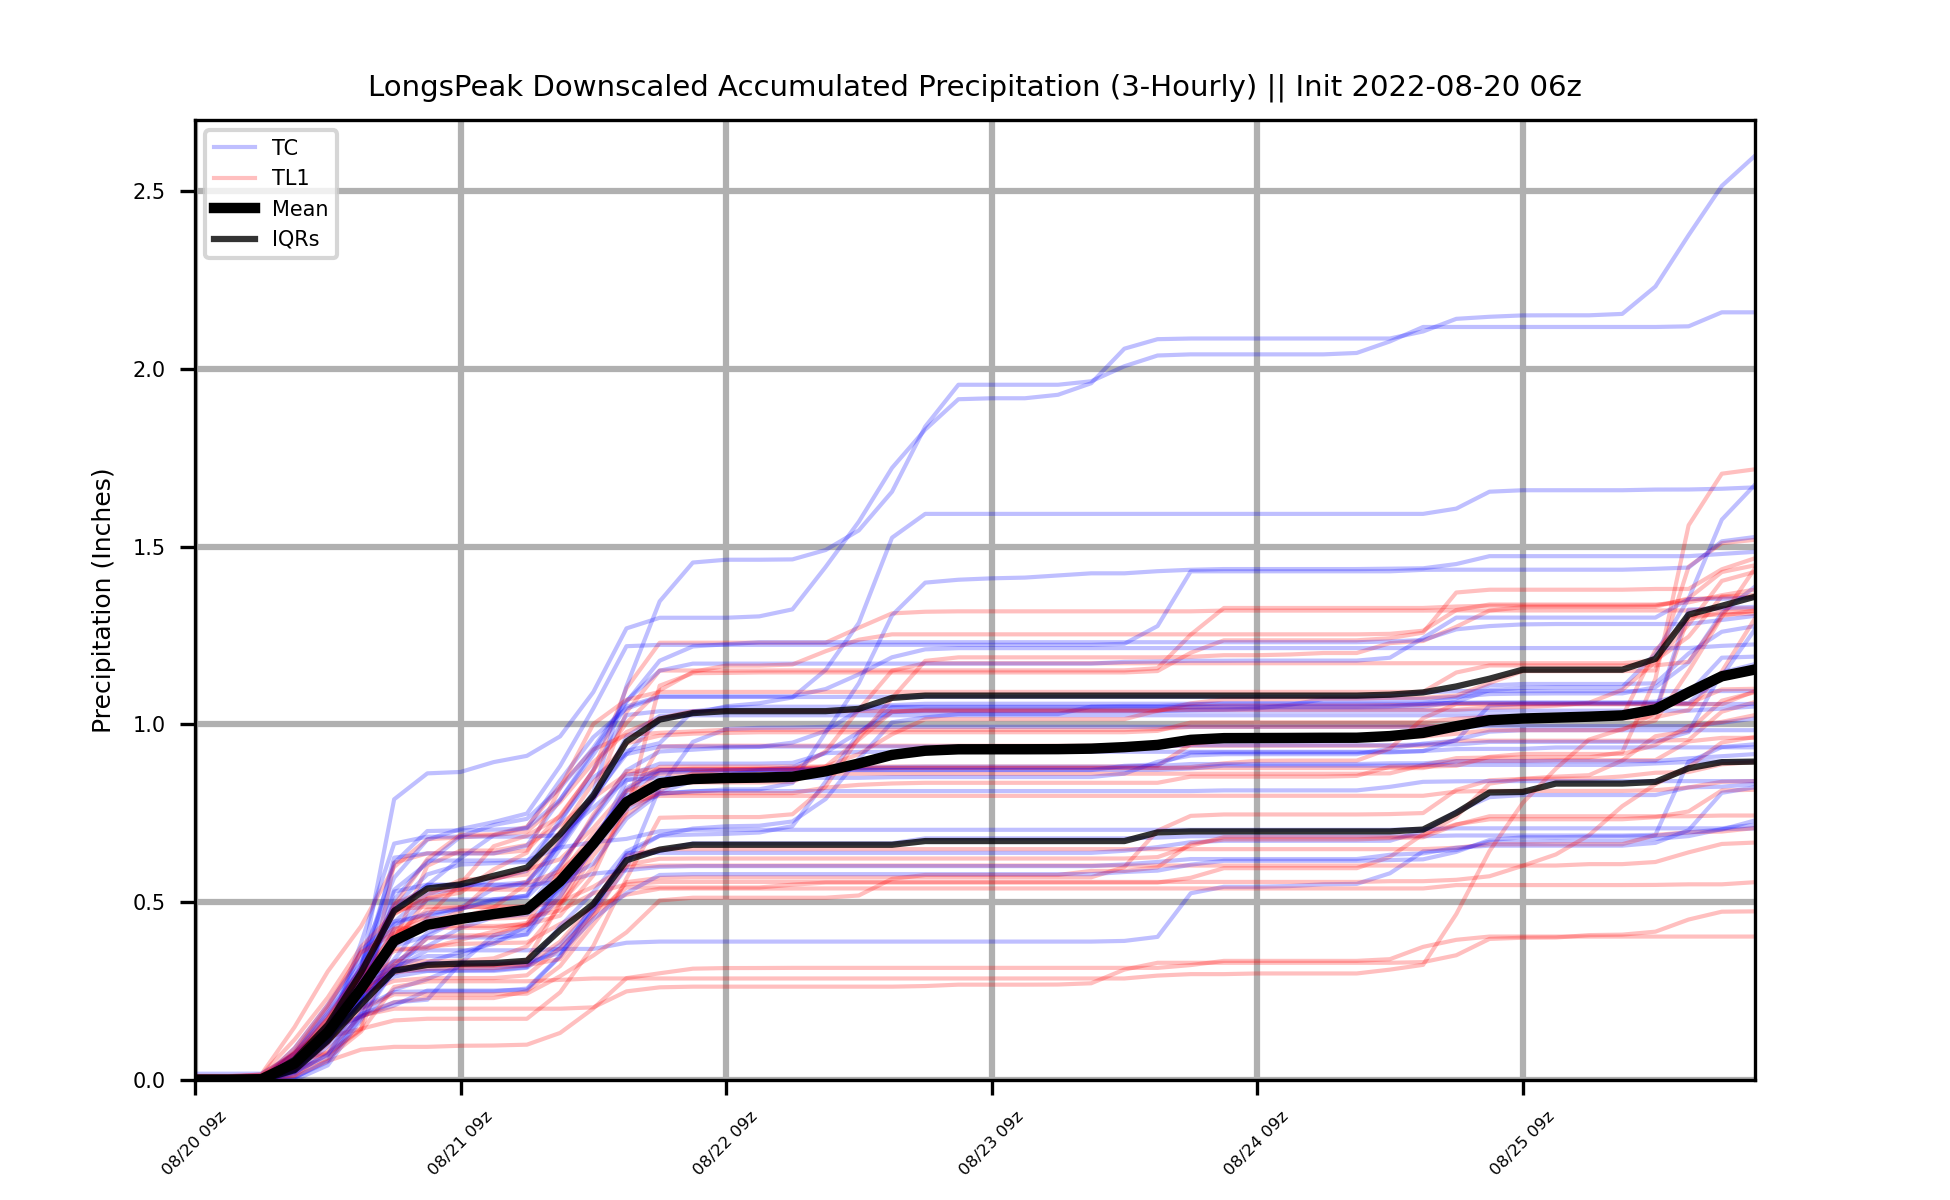 LongsPeak Downscaled Accumulated Precipitation (3-Hourly) || Init 2022-08-20 06z
TC
TL1
Mean
IQRs
Precipitation (Inches)
2.5
2.0
1.5
1.0
0.5
0.0
08/20 09z
08/21 09z
08/22 09z
08/23 09z
08/24 09z
08/25 09z